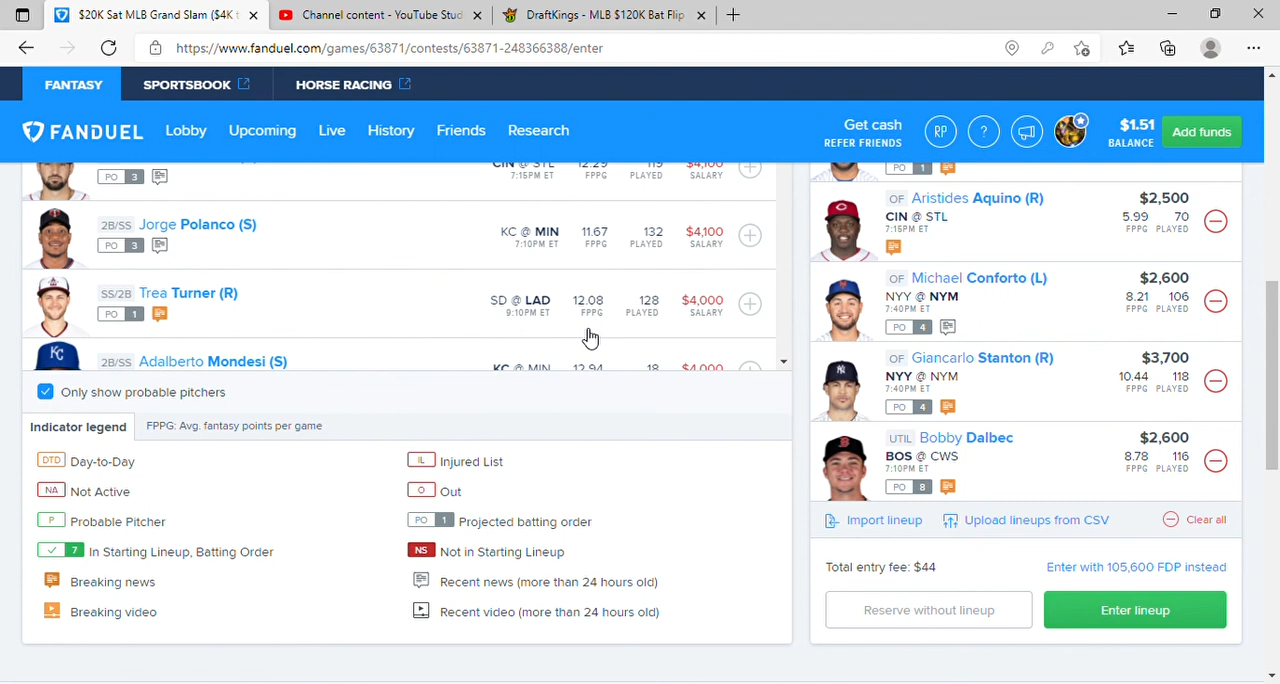 $20K Sat MLB Grand Slam ($4K t
Channel content - YouTube Stud
DraftKings - MLB $120K Bat Flip
https://www.fanduel.com/games/63871/contests/63871-248366388/enter
FANTASY
SPORTSBOOK
HORSE RACING
FANDUEL
Lobby
Upcoming
Live
History
Friends
Research
Get cash
REFER FRIENDS
RP
?
$1.51
BALANCE
Add funds
CIN @ STL 12.29 119 $4,100
PO 3
7:15PM ET FPPG PLAYED SALARY
2B/SS Jorge Polanco (S)
PO 3
KC @ MIN 11.67 132 $4,100
7:10PM ET FPPG PLAYED SALARY
SS/2B Trea Turner (R)
PO 1
SD @ LAD 12.08 128 $4,000
9:10PM ET FPPG PLAYED SALARY
2B/SS Adalberto Mondesi (S)
KC @ MIN 12.94 18 $4,000
Only show probable pitchers
Indicator legend
FPPG: Avg. fantasy points per game
DTD Day-to-Day
NA Not Active
P Probable Pitcher
7 In Starting Lineup, Batting Order
Breaking news
Breaking video
IL Injured List
O Out
PO 1 Projected batting order
NS Not in Starting Lineup
Recent news (more than 24 hours old)
Recent video (more than 24 hours old)
PO 1
7:15PM ET FPPG PLAYED
OF Aristides Aquino (R) $2,500
CIN @ STL 5.99 70
7:15PM ET FPPG PLAYED
OF Michael Conforto (L) $2,600
NYY @ NYM 8.21 106
7:40PM ET FPPG PLAYED
PO 4
OF Giancarlo Stanton (R) $3,700
NYY @ NYM 10.44 118
7:40PM ET FPPG PLAYED
PO 4
UTIL Bobby Dalbec $2,600
BOS @ CWS 8.78 116
7:10PM ET FPPG PLAYED
PO 8
Import lineup
Upload lineups from CSV
Clear all
Total entry fee: $44
Enter with 105,600 FDP instead
Reserve without lineup
Enter lineup